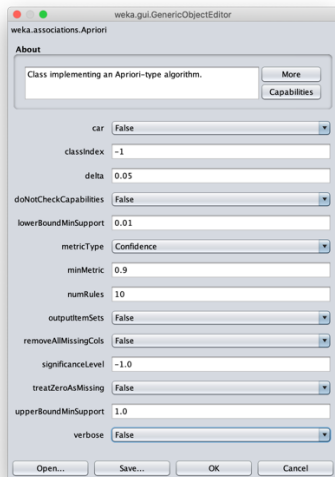 weka.gui.GenericObjectEditor
weka.associations.Apriori
About
Class implementing an Apriori-type algorithm.
More
Capabilities
car False
classIndex -1
delta 0.05
doNotCheckCapabilities False
lowerBoundMinSupport 0.01
metricType Confidence
minMetric 0.9
numRules 10
outputItemSets False
removeAllMissingCols False
significanceLevel -1.0
treatZeroAsMissing False
upperBoundMinSupport 1.0
verbose False
Open... Save... OK Cancel